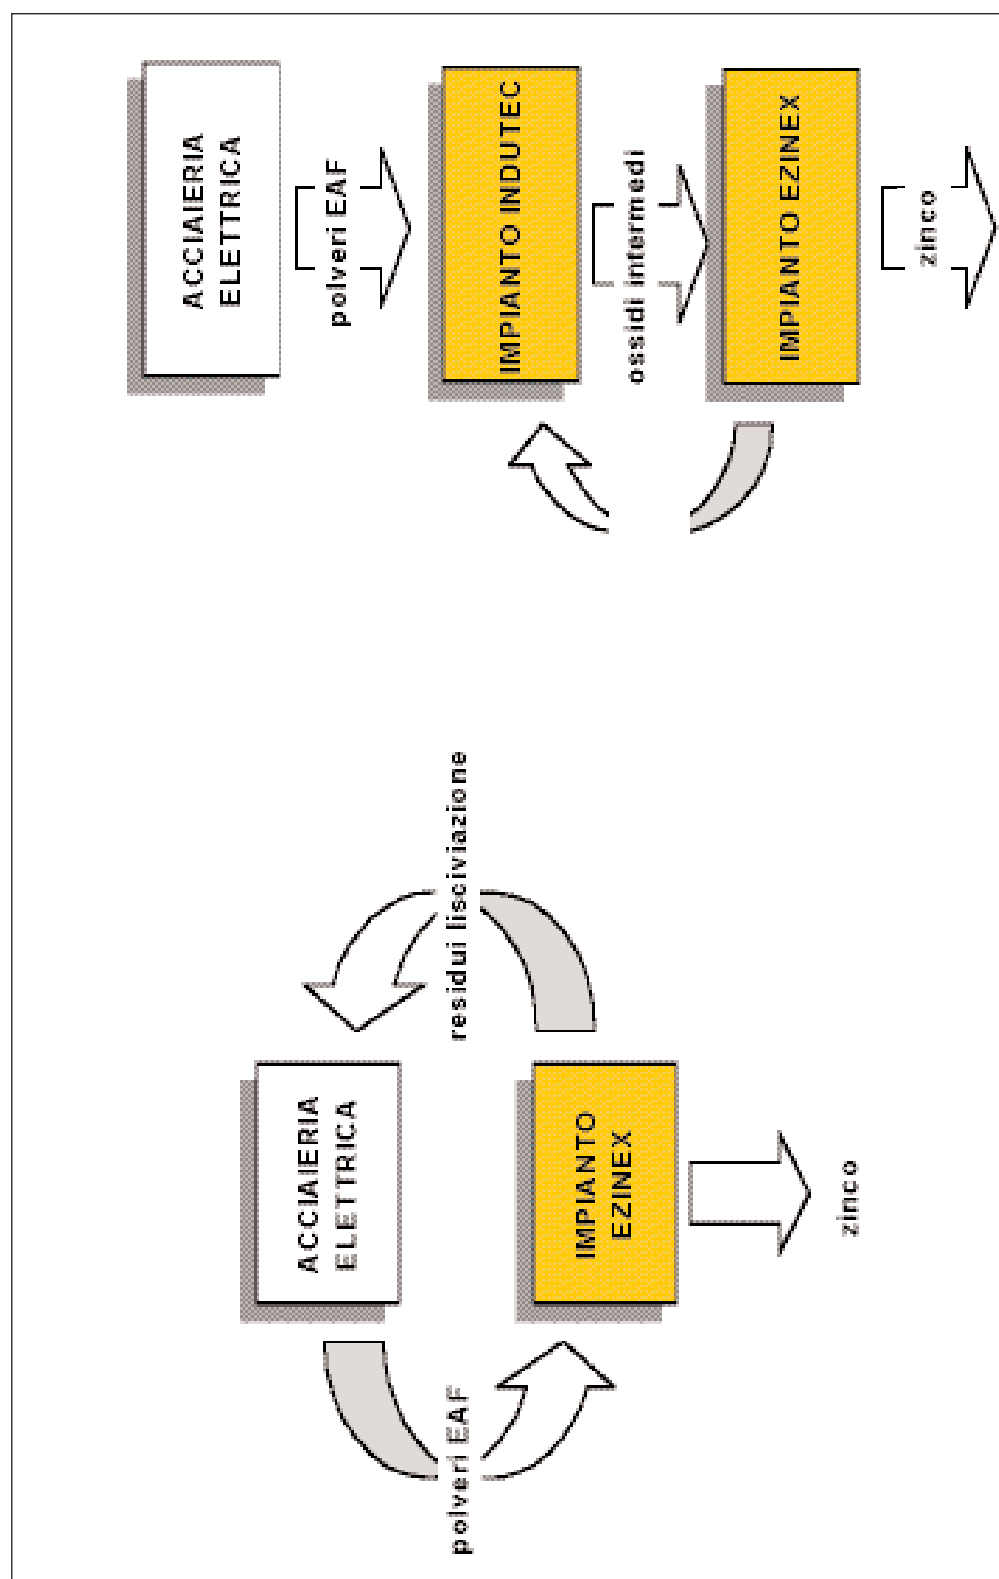 ACCIAIERIA
ELETTRICA
polveri EAF
residui lisciviazione
IMPIANTO
EZINEX
zinco
ACCIAIERIA
ELETTRICA
polveri EAF
IMPIANTO INDUTEC
ossidi intermedi
IMPIANTO EZINEX
zinco